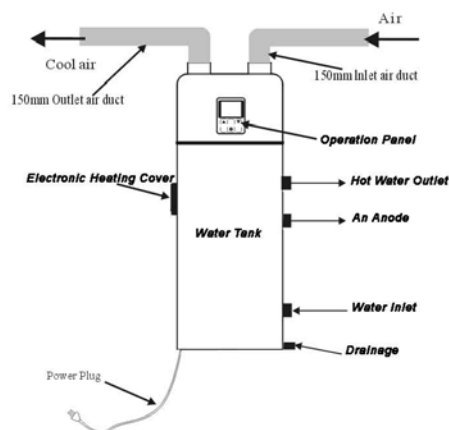 Air
Cool air
150mm Inlet air duct
150mm Outlet air duct
Operation Panel
Electronic Heating Cover
Hot Water Outlet
An Anode
Water Tank
Water Inlet
Drainage
Power Plug